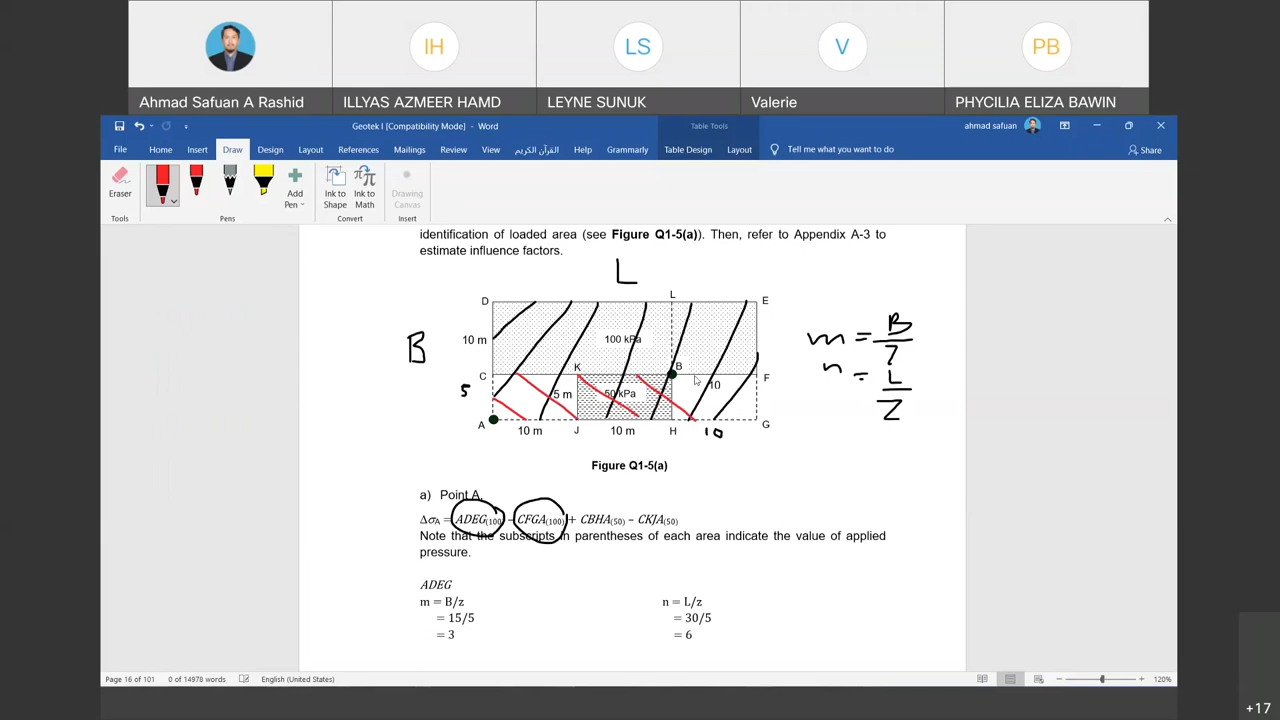 IH
LS
V
PB
Ahmad Safuan A Rashid
ILLYAS AZMEER HAMD
LEYNE SUNUK
Valerie
PHYCILIA ELIZA BAWIN
Geotek I [Compatibility Mode] - Word
Table Tools
ahmad safuan
File Home Insert Draw Design Layout References Mailings Review View القرآن الكريم Help Grammarly Table Design Layout Tell me what you want to do Share
Eraser
Add Pen
Ink to Shape
Ink to Math
Drawing Canvas
Tools
Pens
Convert
Insert
identification of loaded area (see Figure Q1-5(a)). Then, refer to Appendix A-3 to
estimate influence factors.
L
D L E
B
10 m
100 kPa
m = B/z
n = L/z
C K B F
5
5 m
50 kPa
10
A
10 m
J
10 m
H
10
G
Figure Q1-5(a)
a) Point A,
ΔσA = ADEG(100) – CFGA(100) + CBHA(50) – CKJA(50)
Note that the subscripts in parentheses of each area indicate the value of applied
pressure.
ADEG
m = B/z n = L/z
= 15/5 = 30/5
= 3 = 6
Page 16 of 101 0 of 14978 words English (United States) 120%
+17